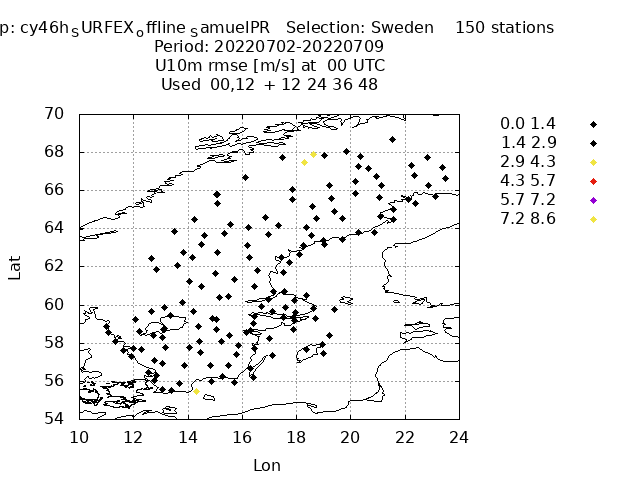 p: cy46h_SURFEX_offline_SamuelPR Selection: Sweden 150 stations
Period: 20220702-20220709
U10m rmse [m/s] at 00 UTC
Used 00,12 + 12 24 36 48
70
68
66
64
62
60
58
56
54
Lat
10 12 14 16 18 20 22 24
Lon
0.0 1.4
1.4 2.9
2.9 4.3
4.3 5.7
5.7 7.2
7.2 8.6